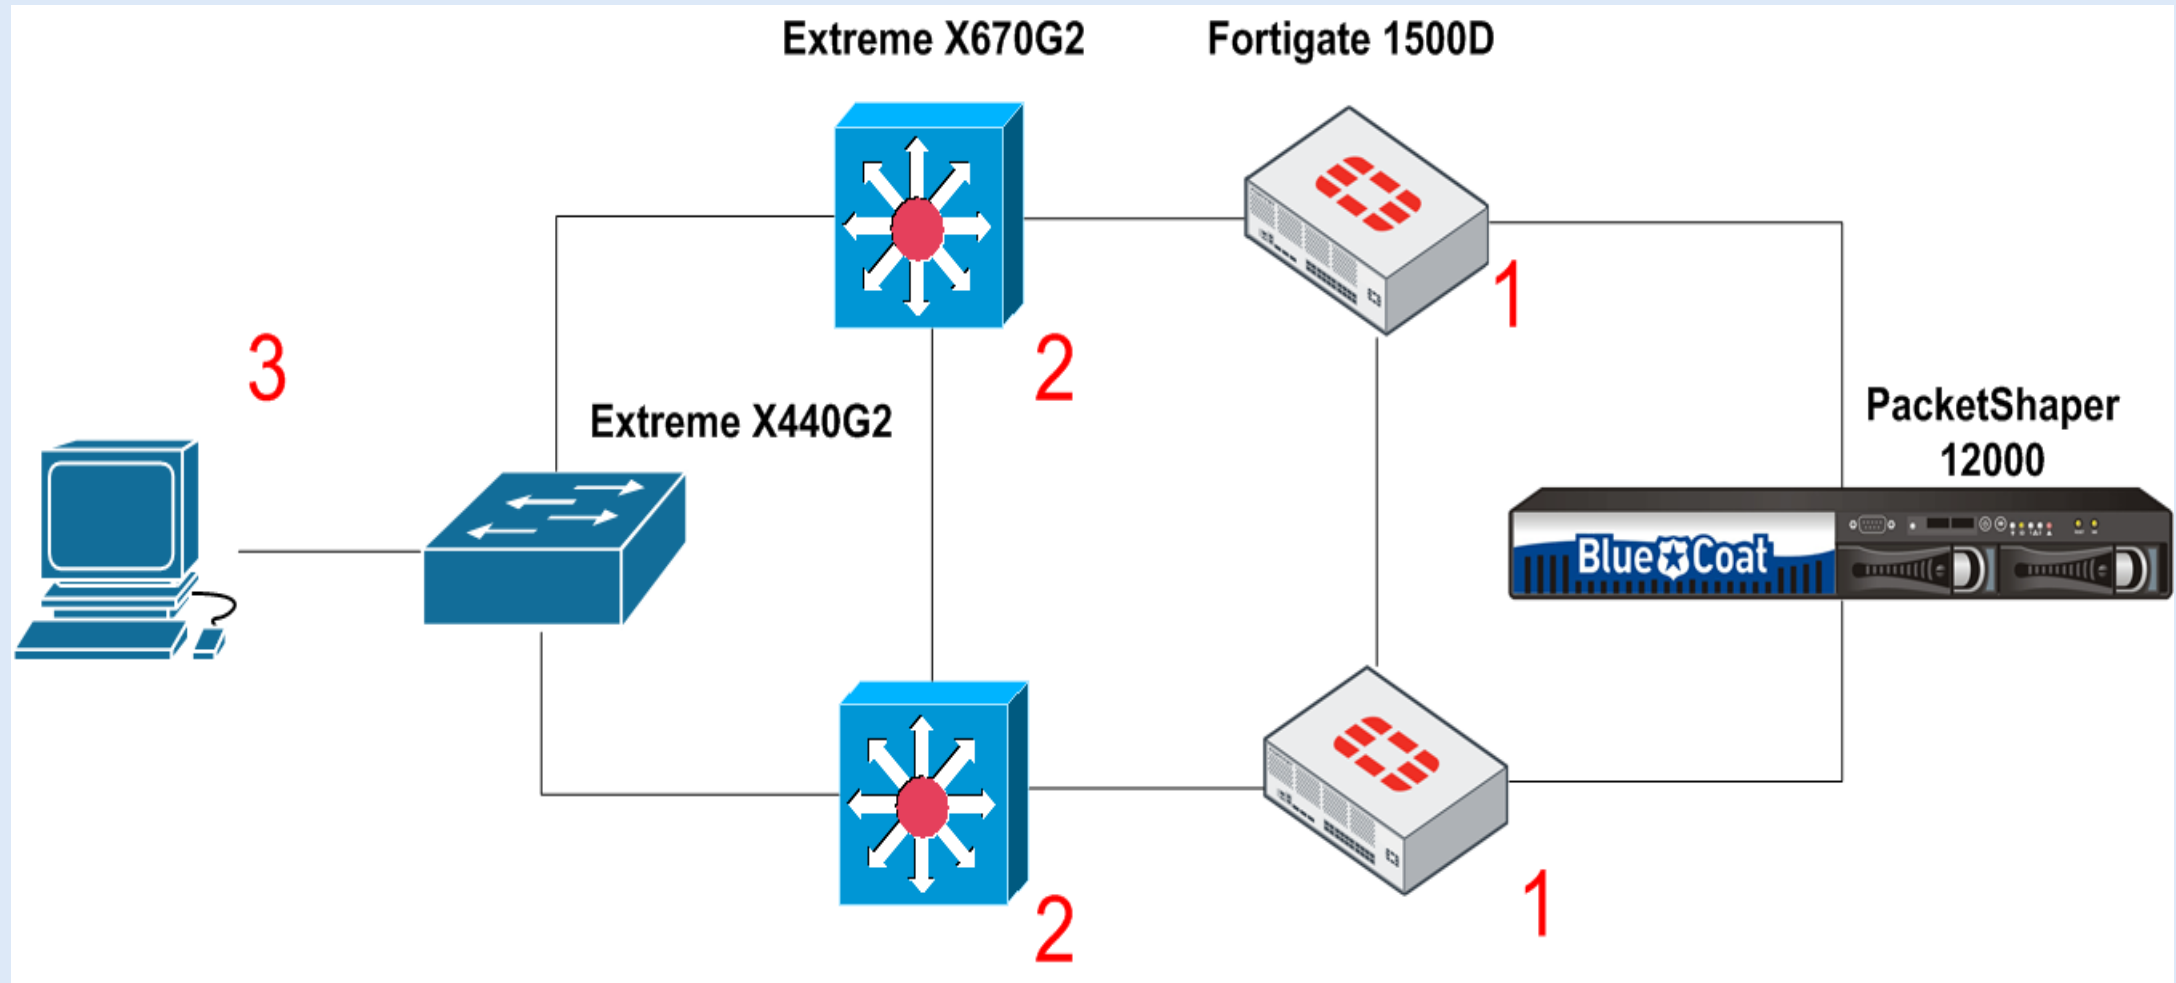 Extreme X670G2
Fortigate 1500D
1
3
2
Extreme X440G2
PacketShaper
12000
Blue Coat
1
2